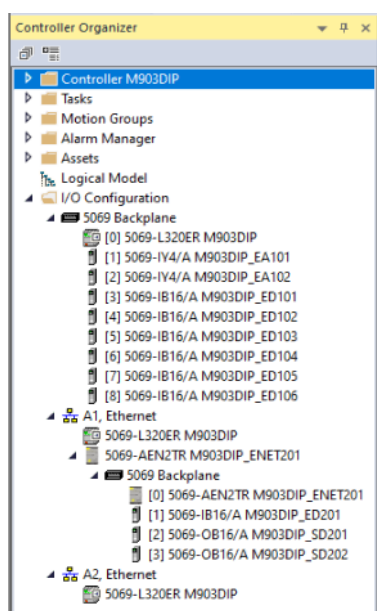 Controller Organizer
Controller M903DIP
Tasks
Motion Groups
Alarm Manager
Assets
Logical Model
I/O Configuration
5069 Backplane
[0] 5069-L320ER M903DIP
[1] 5069-IY4/A M903DIP_EA101
[2] 5069-IY4/A M903DIP_EA102
[3] 5069-IB16/A M903DIP_ED101
[4] 5069-IB16/A M903DIP_ED102
[5] 5069-IB16/A M903DIP_ED103
[6] 5069-IB16/A M903DIP_ED104
[7] 5069-IB16/A M903DIP_ED105
[8] 5069-IB16/A M903DIP_ED106
A1, Ethernet
5069-L320ER M903DIP
5069-AEN2TR M903DIP_ENET201
5069 Backplane
[0] 5069-AEN2TR M903DIP_ENET201
[1] 5069-IB16/A M903DIP_ED201
[2] 5069-OB16/A M903DIP_SD201
[3] 5069-OB16/A M903DIP_SD202
A2, Ethernet
5069-L320ER M903DIP